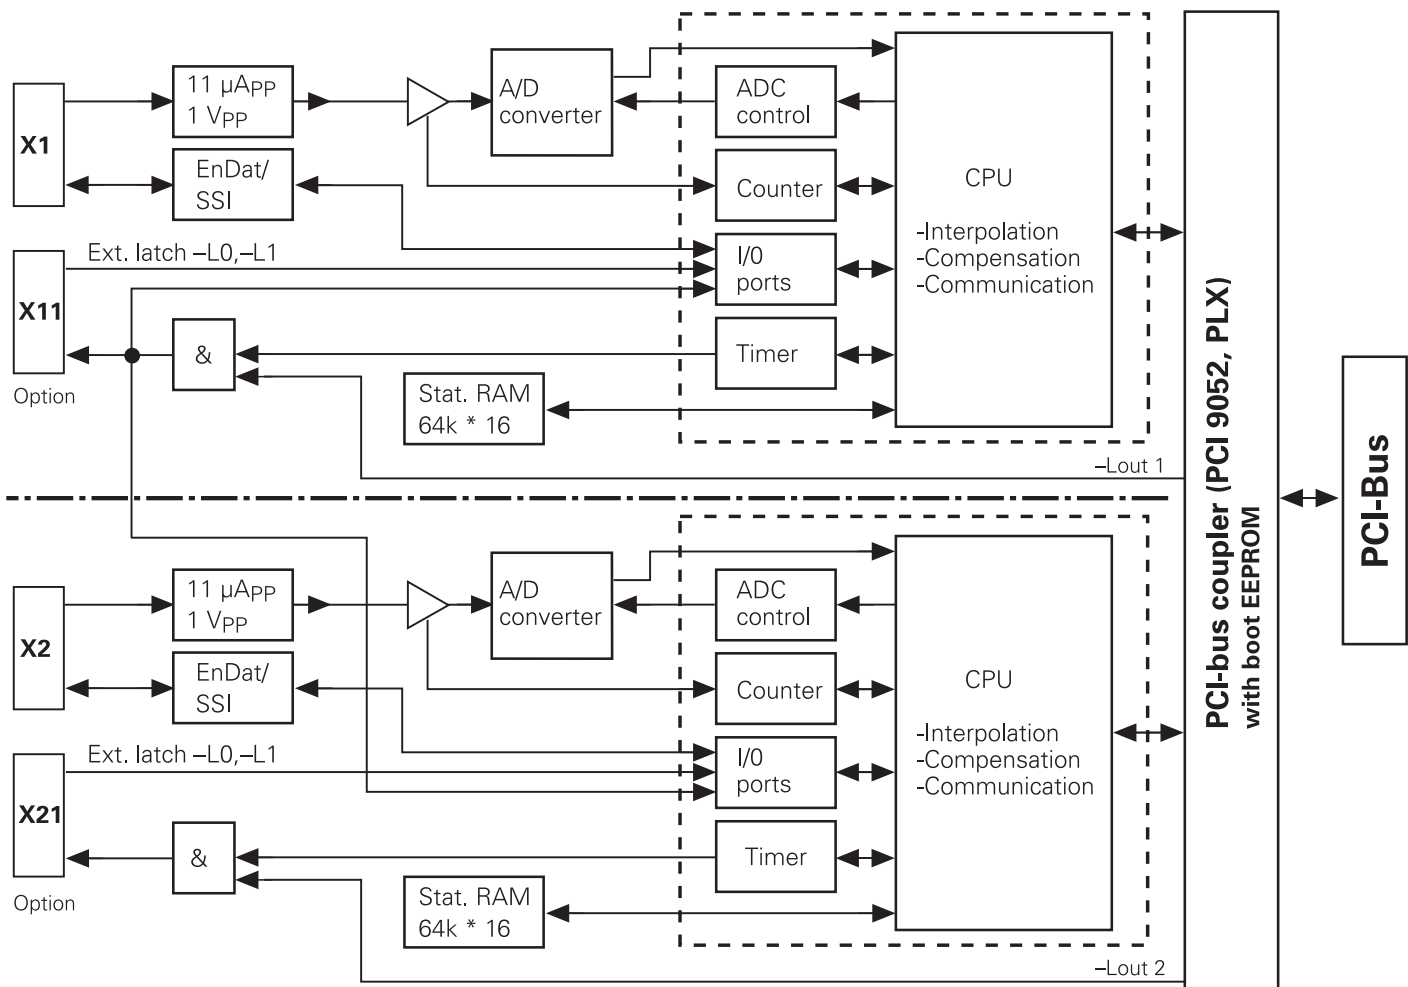 X1
11 µAPP
1 VPP
A/D
converter
ADC
control
EnDat/
SSI
Counter
CPU
-Interpolation
-Compensation
-Communication
Ext. latch –L0,–L1
I/0
ports
X11
&
Timer
Option
Stat. RAM
64k * 16
–Lout 1
X2
11 µAPP
1 VPP
A/D
converter
ADC
control
EnDat/
SSI
Counter
CPU
-Interpolation
-Compensation
-Communication
Ext. latch –L0,–L1
I/0
ports
X21
&
Timer
Option
Stat. RAM
64k * 16
–Lout 2
PCI-bus coupler (PCI 9052, PLX)
with boot EEPROM
PCI-Bus